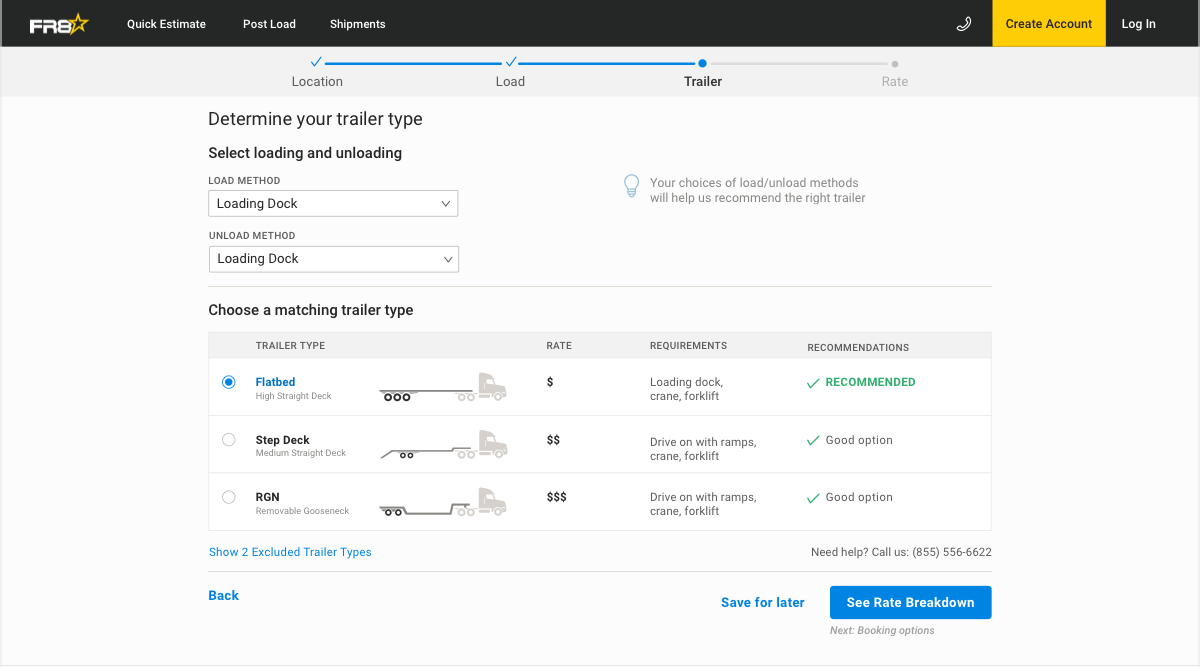 FR8
Quick Estimate
Post Load
Shipments
Create Account
Log In
Location
Load
Trailer
Rate
Determine your trailer type
Select loading and unloading
LOAD METHOD
Loading Dock
Your choices of load/unload methods
will help us recommend the right trailer
UNLOAD METHOD
Loading Dock
Choose a matching trailer type
TRAILER TYPE
RATE
REQUIREMENTS
RECOMMENDATIONS
Flatbed
High Straight Deck
$
Loading dock,
crane, forklift
RECOMMENDED
Step Deck
Medium Straight Deck
$$
Drive on with ramps,
crane, forklift
Good option
RGN
Removable Gooseneck
$$$
Drive on with ramps,
crane, forklift
Good option
Show 2 Excluded Trailer Types
Need help? Call us: (855) 556-6622
Back
Save for later
See Rate Breakdown
Next: Booking options